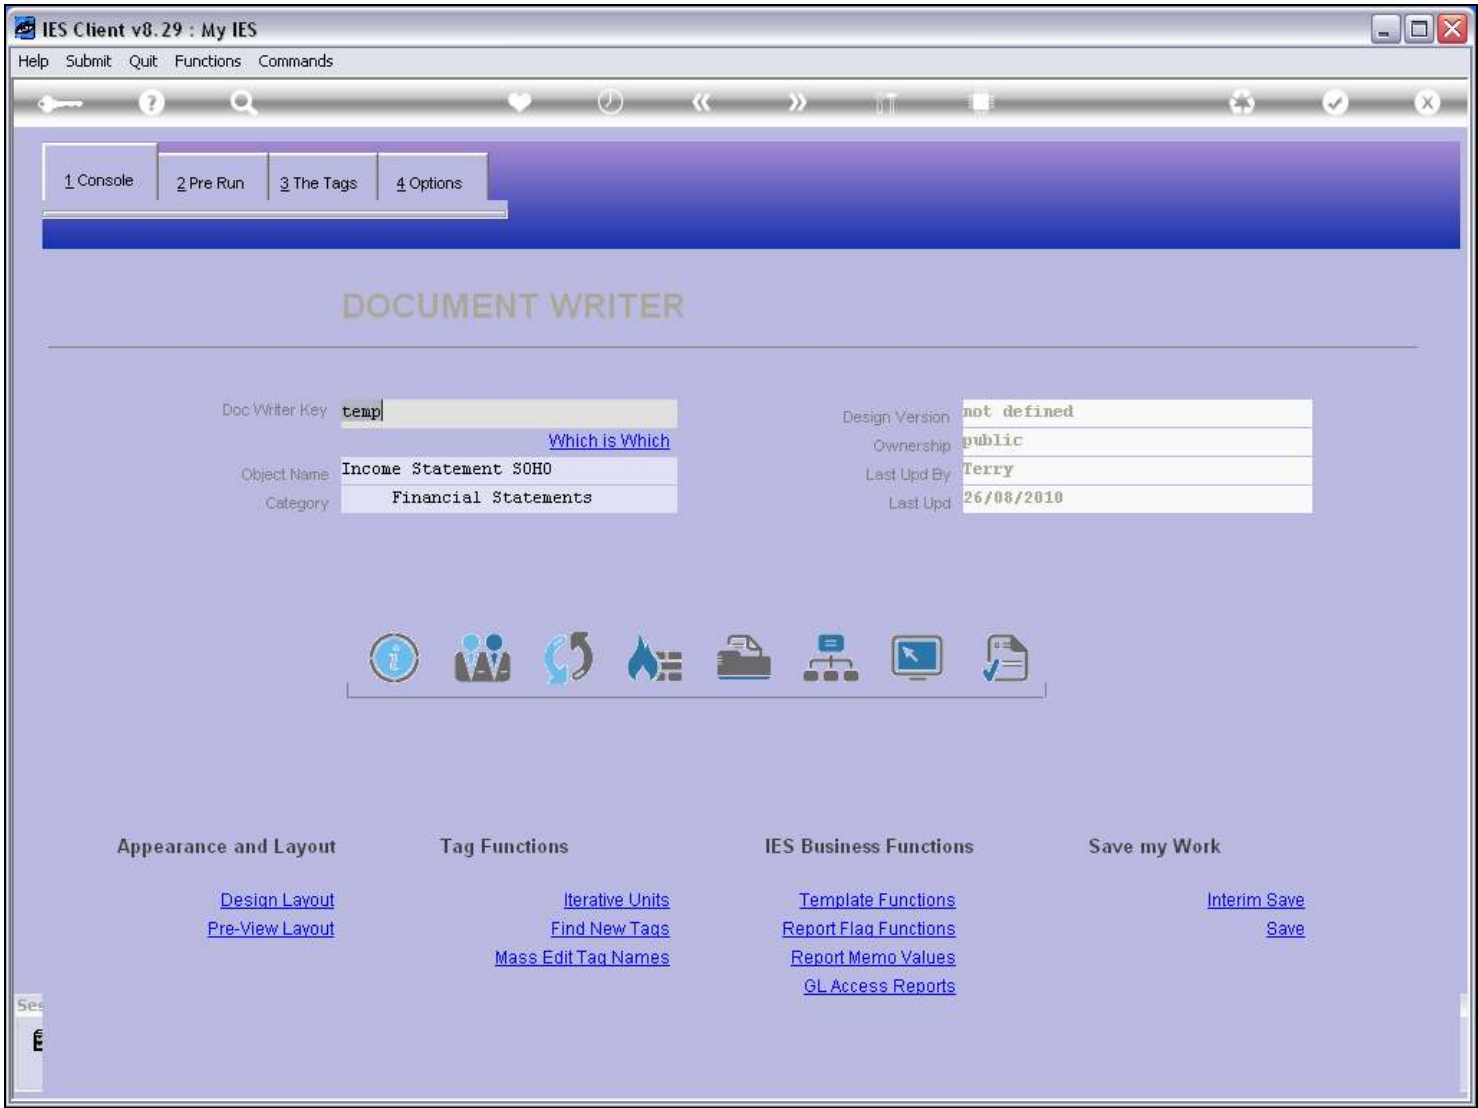 IES Client v8.29 : My IES
Help Submit Quit Functions Commands
1 Console 2 Pre Run 3 The Tags 4 Options
DOCUMENT WRITER
Doc Writer Key temp
Which is Which
Object Name Income Statement SOHO
Category Financial Statements
Design Version not defined
Ownership public
Last Upd By Terry
Last Upd 26/08/2010
Appearance and Layout
Design Layout
Pre-View Layout
Tag Functions
Iterative Units
Find New Tags
Mass Edit Tag Names
IES Business Functions
Template Functions
Report Flag Functions
Report Memo Values
GL Access Reports
Save my Work
Interim Save
Save